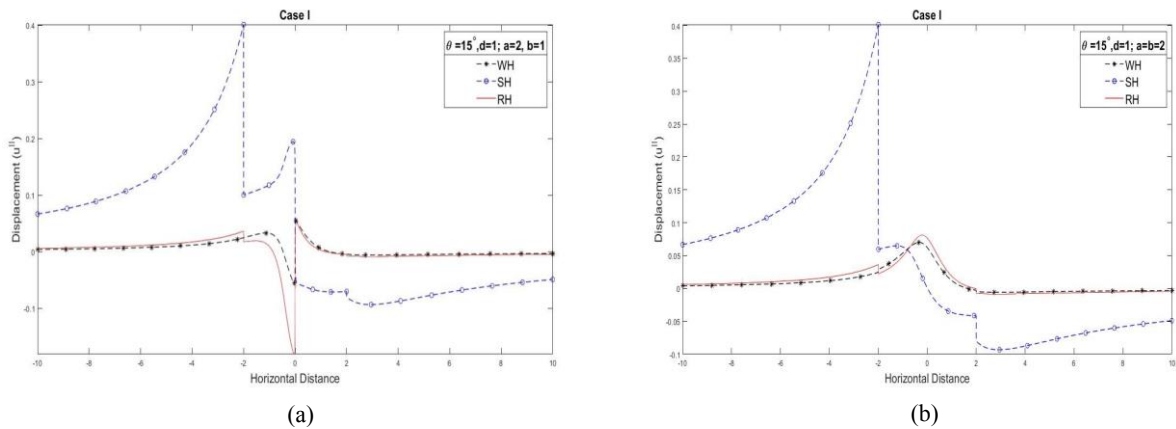 Case I
θ =15°,d=1; a=2, b=1
WH
SH
RH
0.4
0.3
0.2
0.1
0
-0.1
Displacement (u^II)
-10 -8 -6 -4 -2 0 2 4 6 8 10
Horizontal Distance
(a)
Case I
θ =15°,d=1; a=b=2
WH
SH
RH
0.4
0.35
0.3
0.25
0.2
0.15
0.1
0.05
0
-0.05
-0.1
Displacement (u^II)
-10 -8 -6 -4 -2 0 2 4 6 8 10
Horizontal Distance
(b)